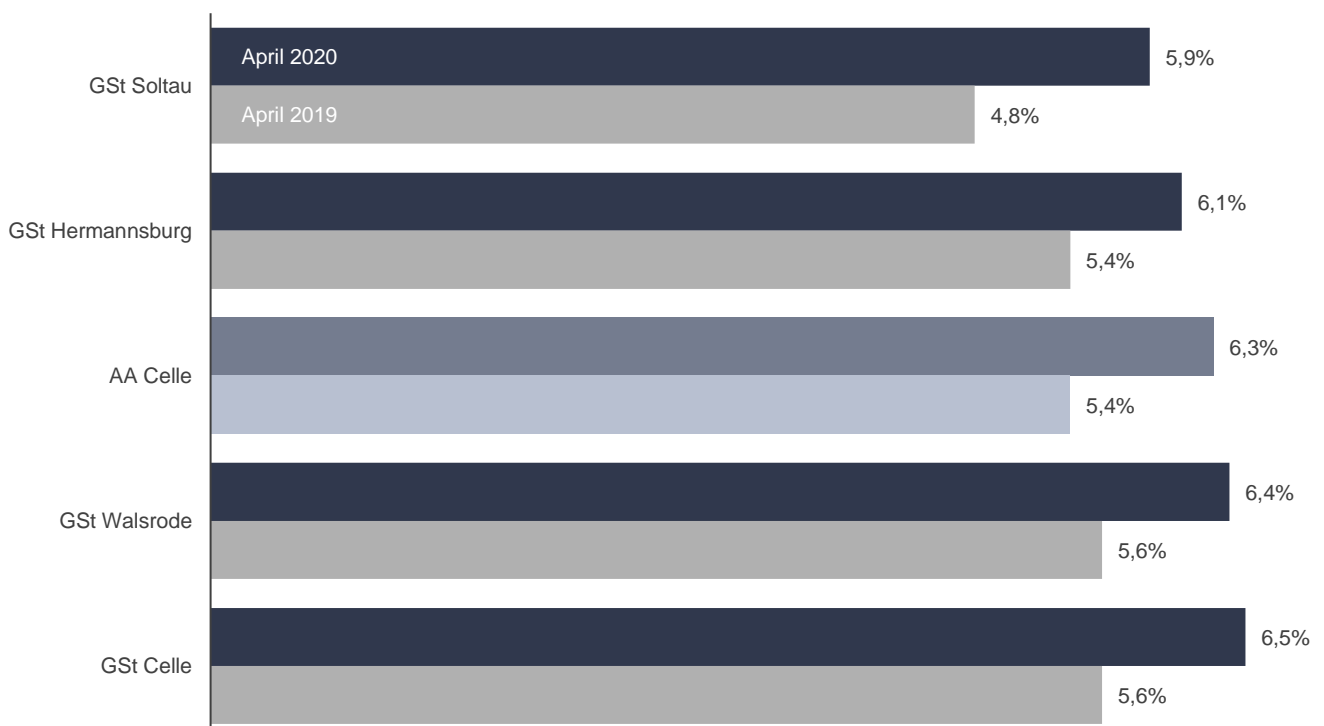 April 2020
5,9%
GSt Soltau
April 2019
4,8%
6,1%
GSt Hermannsburg
5,4%
6,3%
AA Celle
5,4%
6,4%
GSt Walsrode
5,6%
6,5%
GSt Celle
5,6%